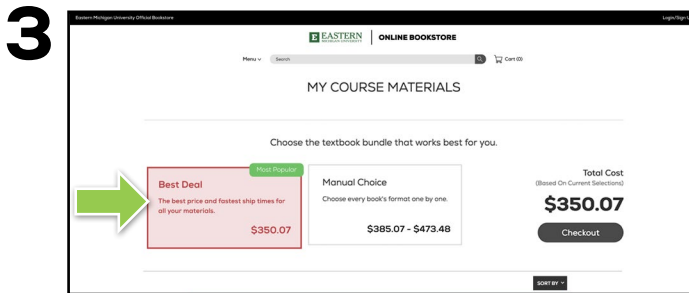 3
Eastern Michigan University Official Bookstore
Login/Sign U
E EASTERN
MICHIGAN UNIVERSITY
ONLINE BOOKSTORE
Menu
Search
Cart (0)
MY COURSE MATERIALS
Choose the textbook bundle that works best for you.
Most Popular
Best Deal
The best price and fastest ship times for
all your materials.
$350.07
Manual Choice
Choose every book's format one by one.
$385.07 - $473.48
Total Cost
(Based On Current Selections)
$350.07
Checkout
SORT BY